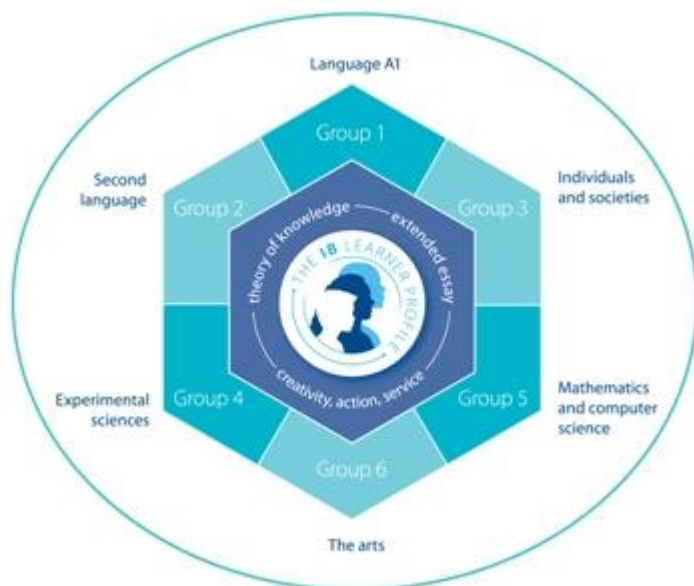 Language A1
Group 1
Second
language
Group 2
Group 3
Individuals
and societies
theory of knowledge
extended essay
THE IB LEARNER PROFILE
creativity, action, service
Experimental
sciences
Group 4
Group 5
Mathematics
and computer
science
Group 6
The arts